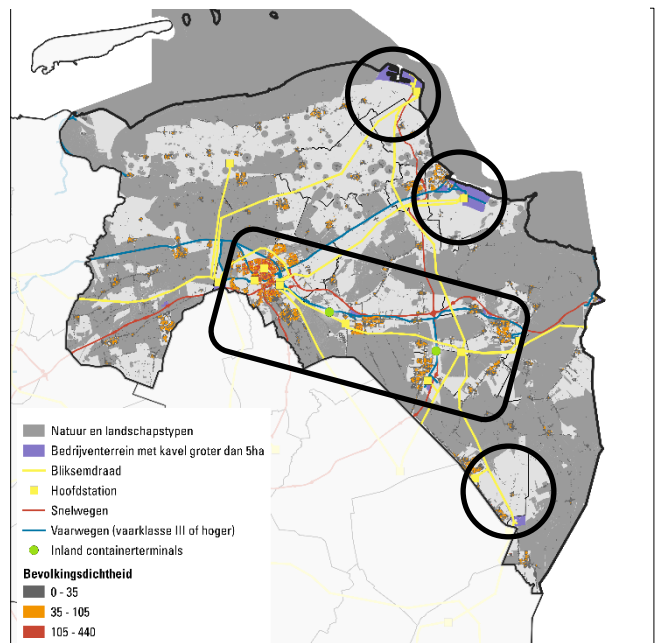 Natuur en landschapstypen
Bedrijventerrein met kavel groter dan 5ha
Bliksemdraad
Hoofdstation
Snelwegen
Vaarwegen (vaarklasse III of hoger)
Inland containerterminals
Bevolkingsdichtheid
0 - 35
35 - 105
105 - 440